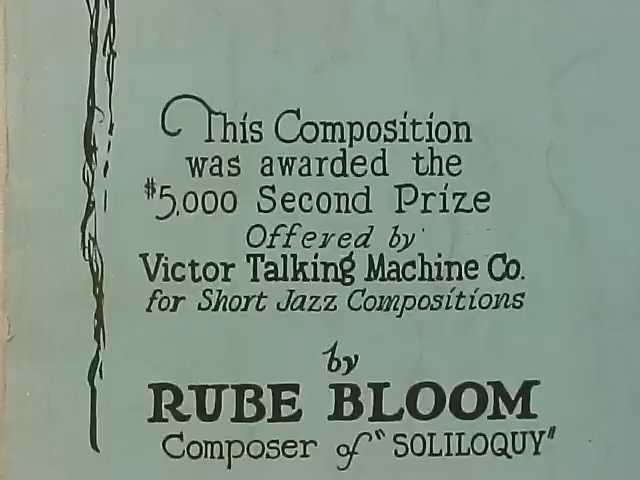 This Composition
was awarded the
$5,000 Second Prize
Offered by
Victor Talking Machine Co.
for Short Jazz Compositions
by
RUBE BLOOM
Composer of "SOLILOQUY"